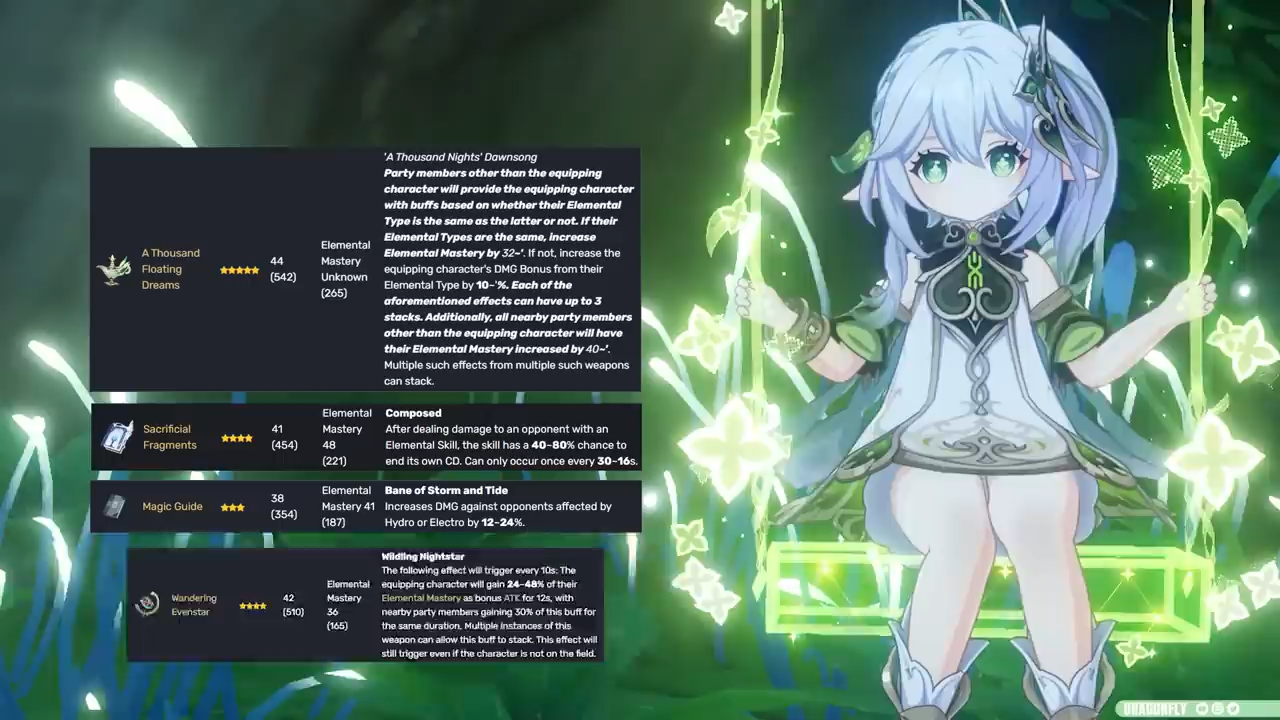 'A Thousand Nights' Dawnsong
Party members other than the equipping
character will provide the equipping character
with buffs based on whether their Elemental
Type is the same as the latter or not. If their
Elemental Types are the same, increase
Elemental Mastery by 32~'. If not, increase the
equipping character's DMG Bonus from their
Elemental Type by 10~'%. Each of the
aforementioned effects can have up to 3
stacks. Additionally, all nearby party members
other than the equipping character will have
their Elemental Mastery increased by 40~'.
Multiple such effects from multiple such weapons
can stack.
A Thousand
Floating
Dreams
44
(542)
Elemental
Mastery
Unknown
(265)
Sacrificial
Fragments
41
(454)
Elemental
Mastery
48
(221)
Composed
After dealing damage to an opponent with an
Elemental Skill, the skill has a 40~80% chance to
end its own CD. Can only occur once every 30~16s.
Magic Guide
38
(354)
Elemental
Mastery 41
(187)
Bane of Storm and Tide
Increases DMG against opponents affected by
Hydro or Electro by 12~24%.
Wandering
Evenstar
42
(510)
Elemental
Mastery
36
(165)
Wildling Nightstar
The following effect will trigger every 10s: The
equipping character will gain 24~48% of their
Elemental Mastery as bonus ATK for 12s, with
nearby party members gaining 30% of this buff for
the same duration. Multiple instances of this
weapon can allow this buff to stack. This effect will
still trigger even if the character is not on the field.
DRAGONFLY